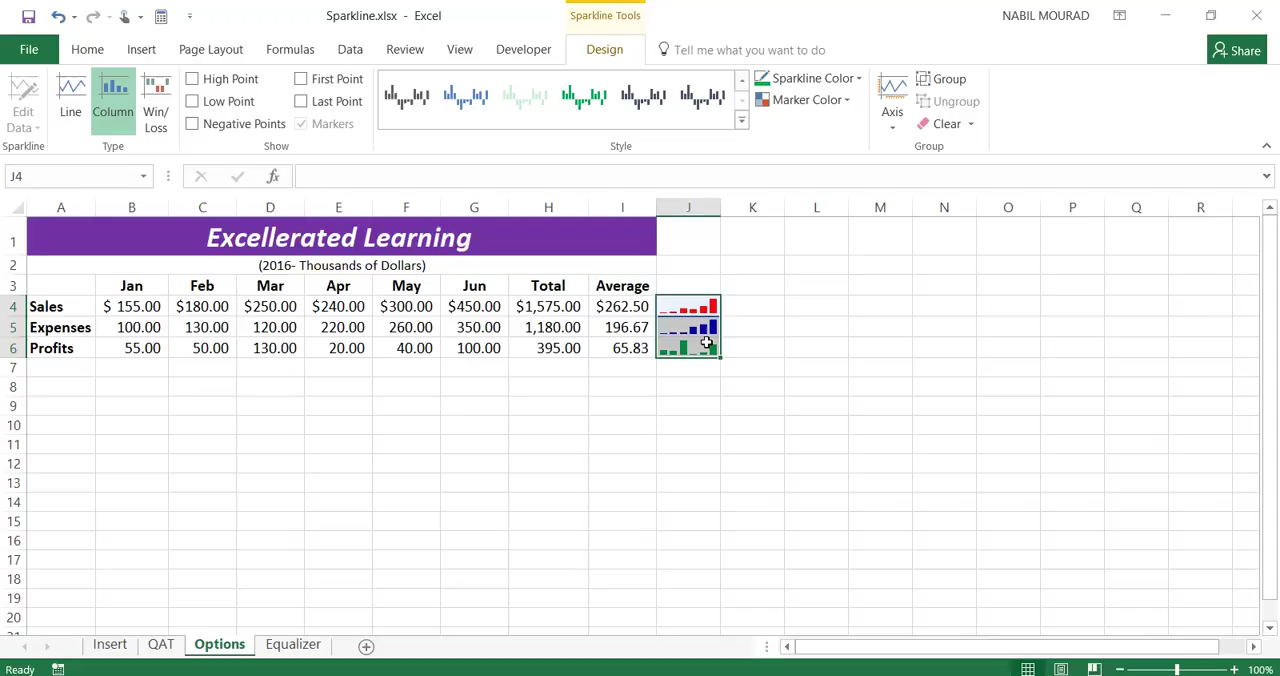 Sparkline.xlsx - Excel
Sparkline Tools
NABIL MOURAD
File Home Insert Page Layout Formulas Data Review View Developer Design Tell me what you want to do Share
Edit Data
Sparkline
Line
Column
Win/
Loss
Type
High Point
Low Point
Negative Points
First Point
Last Point
Markers
Show
Style
Sparkline Color
Marker Color
Axis
Group
Ungroup
Clear
Group
J4
fx
A B C D E F G H I J K L M N O P Q R
1 Excellerated Learning
2 (2016- Thousands of Dollars)
3 Jan Feb Mar Apr May Jun Total Average
4 Sales $ 155.00 $180.00 $250.00 $240.00 $300.00 $450.00 $1,575.00 $262.50
5 Expenses 100.00 130.00 120.00 220.00 260.00 350.00 1,180.00 196.67
6 Profits 55.00 50.00 130.00 20.00 40.00 100.00 395.00 65.83
7
8
9
10
11
12
13
14
15
16
17
18
19
20
Insert QAT Options Equalizer
Ready
100%